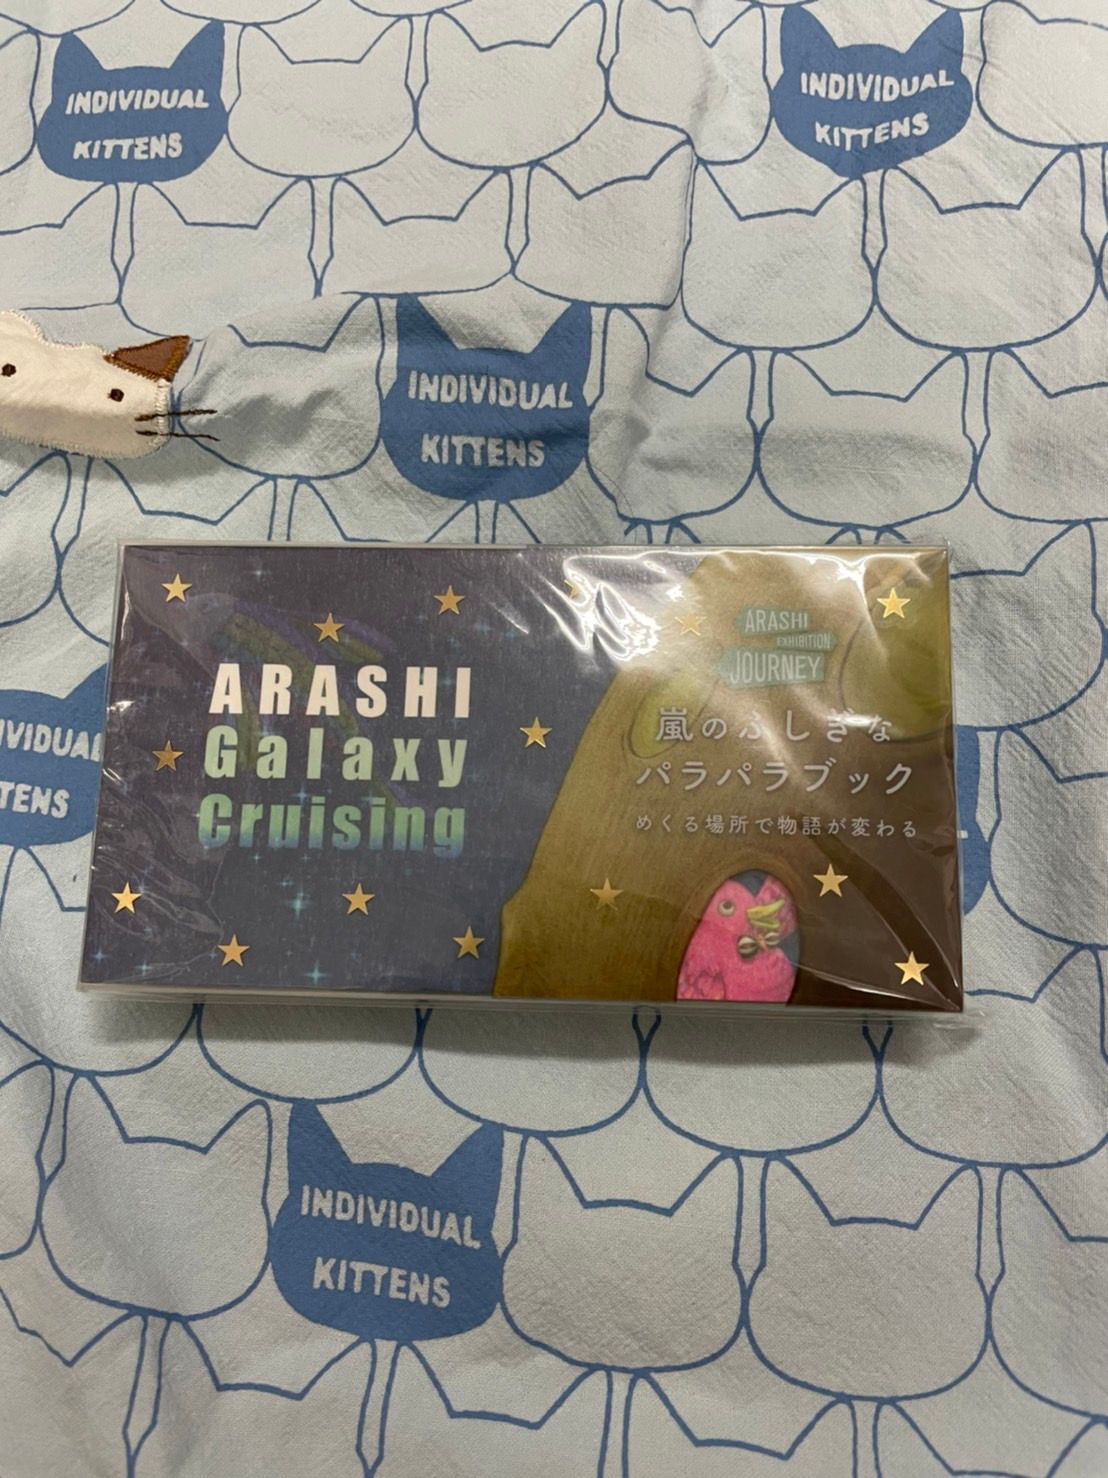 INDIVIDUAL
KITTENS
INDIVIDUAL
KITTENS
INDIVIDUAL
KITTENS
ARASHI
Galaxy
Cruising
ARASHI
EXHIBITION
JOURNEY
嵐のふしぎな
パラパラブック
めくる場所で物語が変わる
IVIDUAL
TENS
INDIVIDUAL
KITTENS